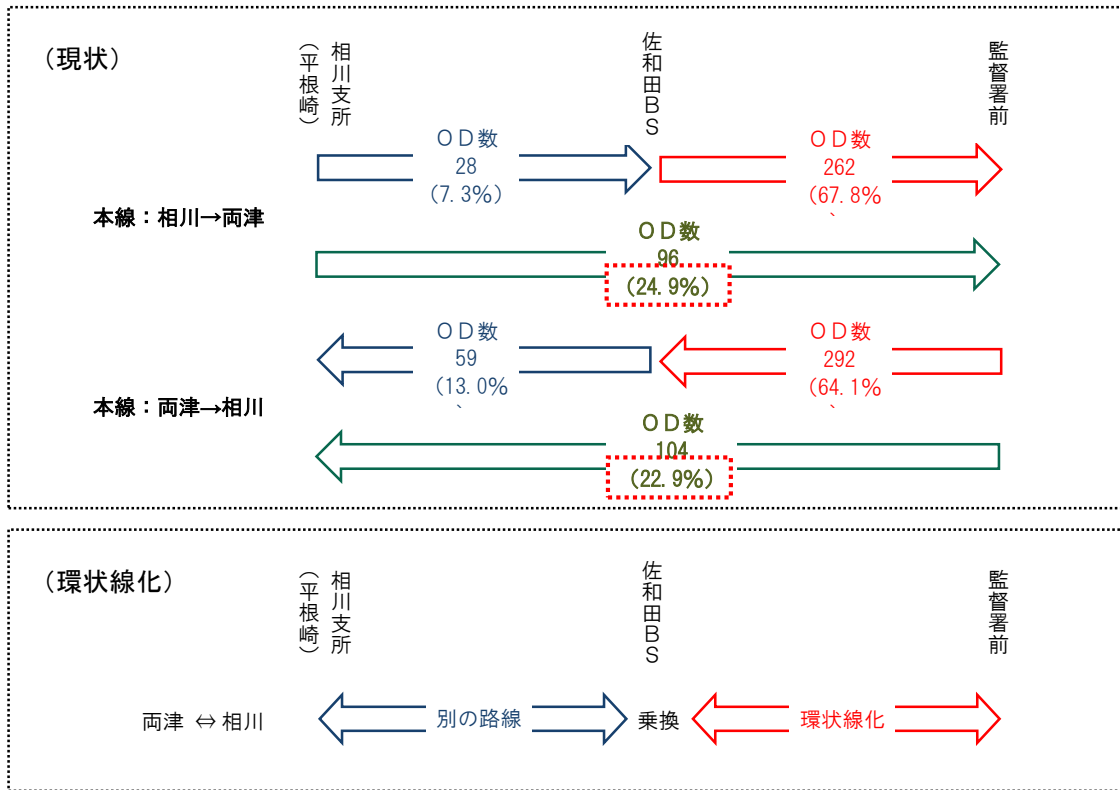 （現状）
相川支所
（平根崎）
佐和田ＢＳ
監督署前
ＯＤ数
28
(7.3%)
ＯＤ数
262
(67.8%
本線：相川→両津
ＯＤ数
96
(24.9%)
ＯＤ数
59
(13.0%
ＯＤ数
292
(64.1%
本線：両津→相川
ＯＤ数
104
(22.9%)
（環状線化）
相川支所
（平根崎）
佐和田ＢＳ
監督署前
両津 ⇔ 相川
別の路線
乗換
環状線化